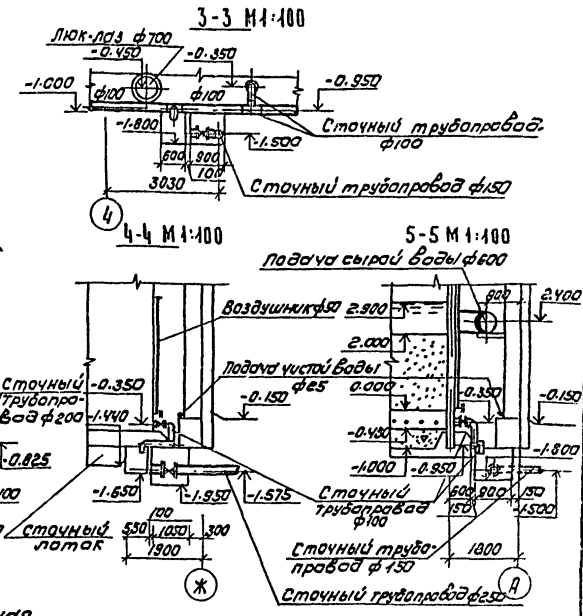 3-3 М1:100
Люк-лаз ф700
-0.450
-0.350
-1.000
ф100
ф100
-0.950
-1.800
-1.500
Сточный трубопровод
ф100
600
900
100
3030
Сточный трубопровод ф150
4
4-4 М1:100
5-5 М1:100
Подача сырой воды ф600
800
Воздушник ф50
2.900
2.400
2.000
Подача чистой воды
ф25
Сточный
трубопро-
вод ф200
-0.350
-0.150
0.000
-0.350
-0.150
-1.440
-0.825
-1.000
-0.950
-1.800
-1.650
-1.950
-1.575
Сточный
трубопровод
ф100
600
900
150
150
-1.500
Сточный
лоток
100
550
1050
300
1900
Сточный трубо-
провод ф150
1800
Ж
Сточный трубопровод ф250
А